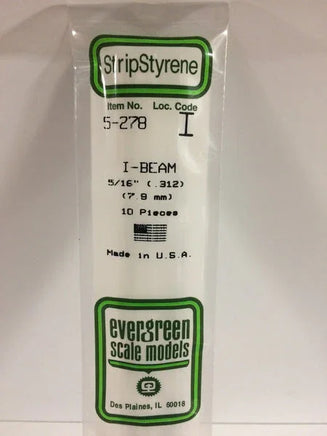 StripStyrene
Item No. Loc. Code
5-278 I
I-BEAM
5/16" (.312)
(7.9 mm)
10 Pieces
Made in U.S.A.
evergreen
scale models
Des Plaines, IL 60018